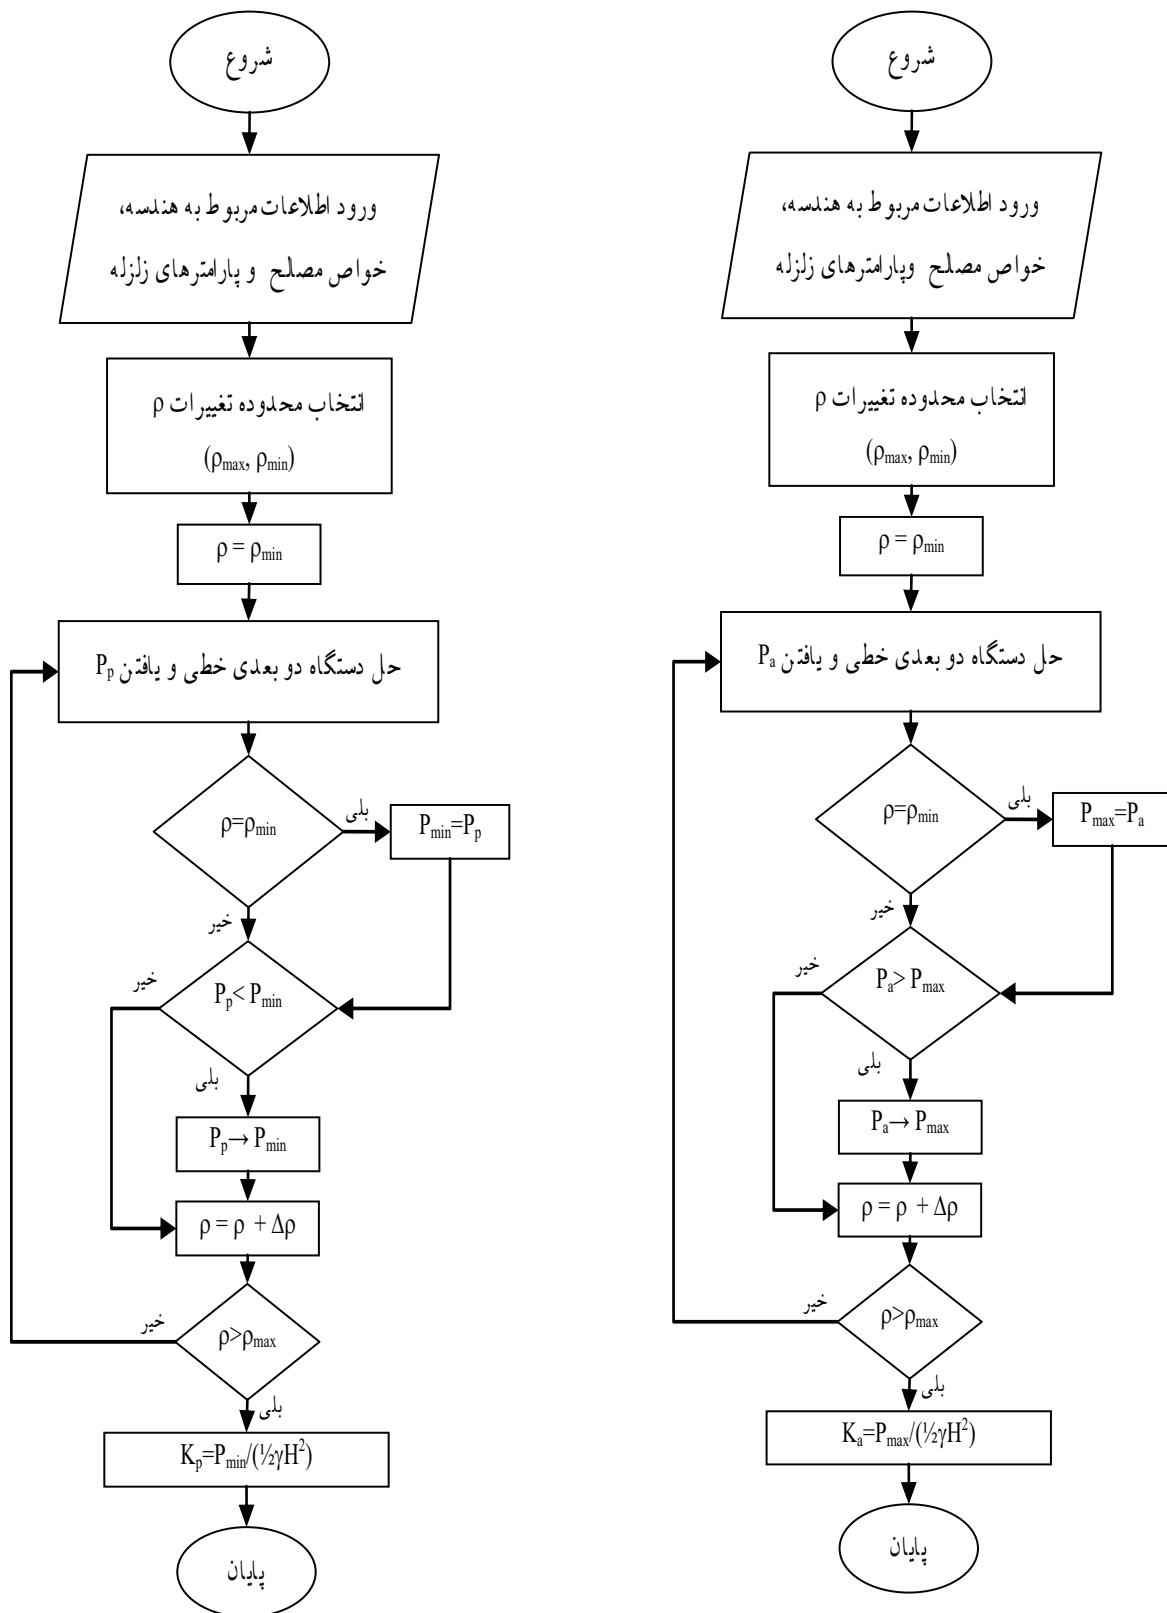 شروع
ورود اطلاعات مربوط به هندسه،
خواص مصالح و پارامترهای زلزله
انتخاب محدوده تغییرات ρ
(ρmax, ρmin)
ρ = ρmin
حل دستگاه دو بعدی خطی و یافتن Pp
ρ=ρmin
بلی
Pmin=Pp
خیر
Pp< Pmin
خیر
بلی
Pp→ Pmin
ρ = ρ + Δρ
خیر
ρ>ρmax
بلی
Kp=Pmin/(½γH²)
پایان
شروع
ورود اطلاعات مربوط به هندسه،
خواص مصالح وپارامترهای زلزله
انتخاب محدوده تغییرات ρ
(ρmax, ρmin)
ρ = ρmin
حل دستگاه دو بعدی خطی و یافتن Pa
ρ=ρmin
بلی
Pmax=Pa
خیر
Pa> Pmax
خیر
بلی
Pa→ Pmax
ρ = ρ + Δρ
خیر
ρ>ρmax
بلی
Ka=Pmax/(½γH²)
پایان